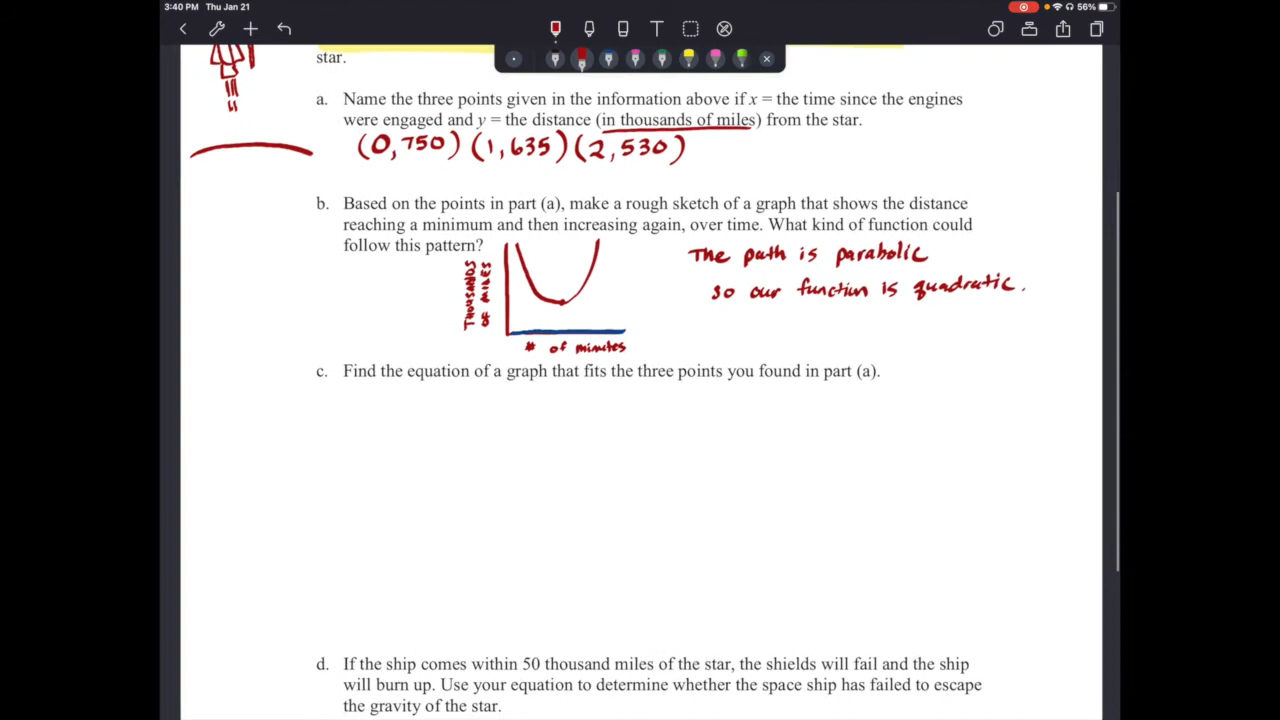 3:40 PM Thu Jan 21
56%
T
star.
a. Name the three points given in the information above if x = the time since the engines
were engaged and y = the distance (in thousands of miles) from the star.
(0,750) (1,635) (2,530)
b. Based on the points in part (a), make a rough sketch of a graph that shows the distance
reaching a minimum and then increasing again, over time. What kind of function could
follow this pattern?
The path is parabolic
so our function is quadratic.
THOUSANDS
OF MILES
# of minutes
c. Find the equation of a graph that fits the three points you found in part (a).
d. If the ship comes within 50 thousand miles of the star, the shields will fail and the ship
will burn up. Use your equation to determine whether the space ship has failed to escape
the gravity of the star.